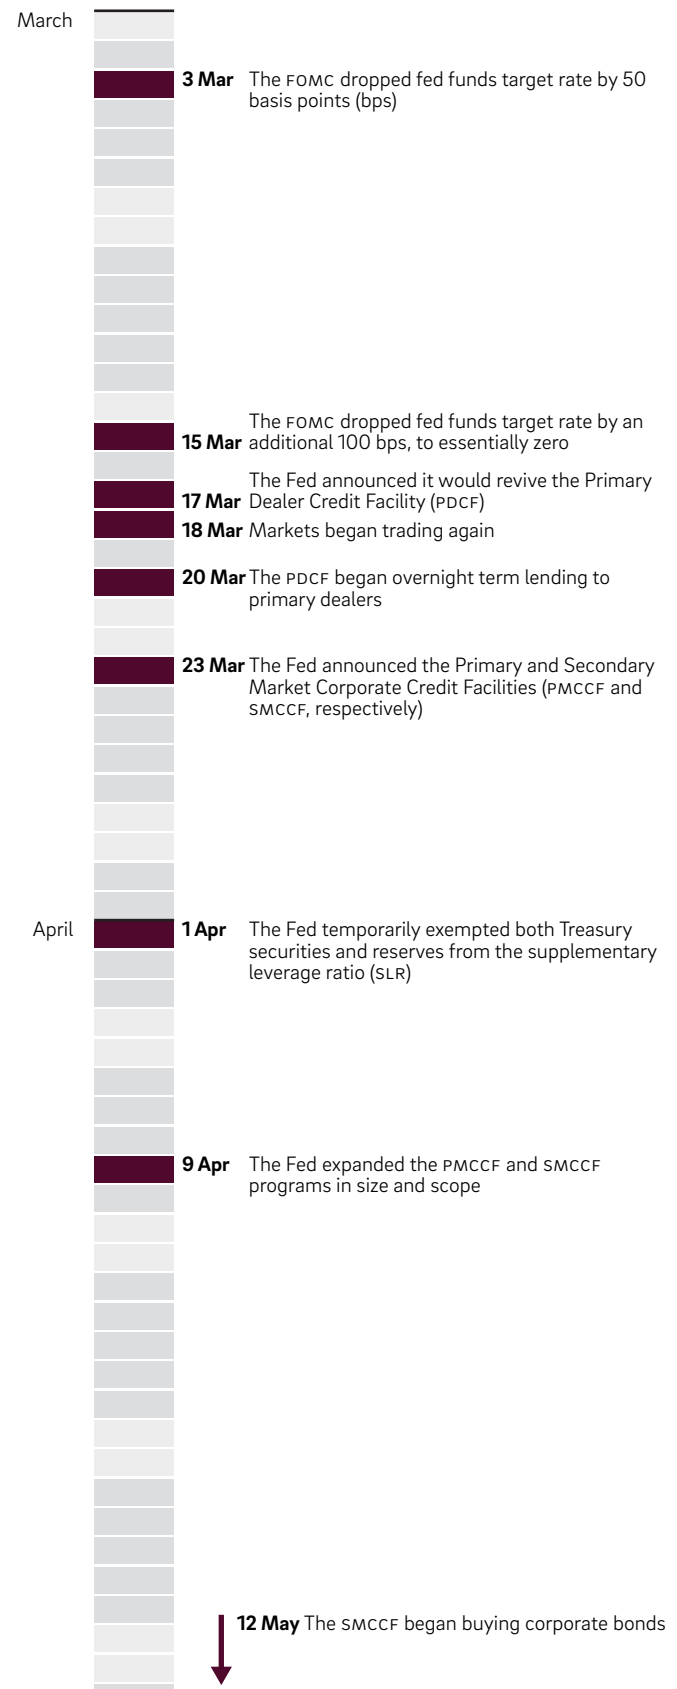 March
3 Mar The FOMC dropped fed funds target rate by 50
basis points (bps)
The FOMC dropped fed funds target rate by an
15 Mar additional 100 bps, to essentially zero
The Fed announced it would revive the Primary
17 Mar Dealer Credit Facility (PDCF)
18 Mar Markets began trading again
20 Mar The PDCF began overnight term lending to
primary dealers
23 Mar The Fed announced the Primary and Secondary
Market Corporate Credit Facilities (PMCCF and
SMCCF, respectively)
April 1 Apr The Fed temporarily exempted both Treasury
securities and reserves from the supplementary
leverage ratio (SLR)
9 Apr The Fed expanded the PMCCF and SMCCF
programs in size and scope
12 May The SMCCF began buying corporate bonds